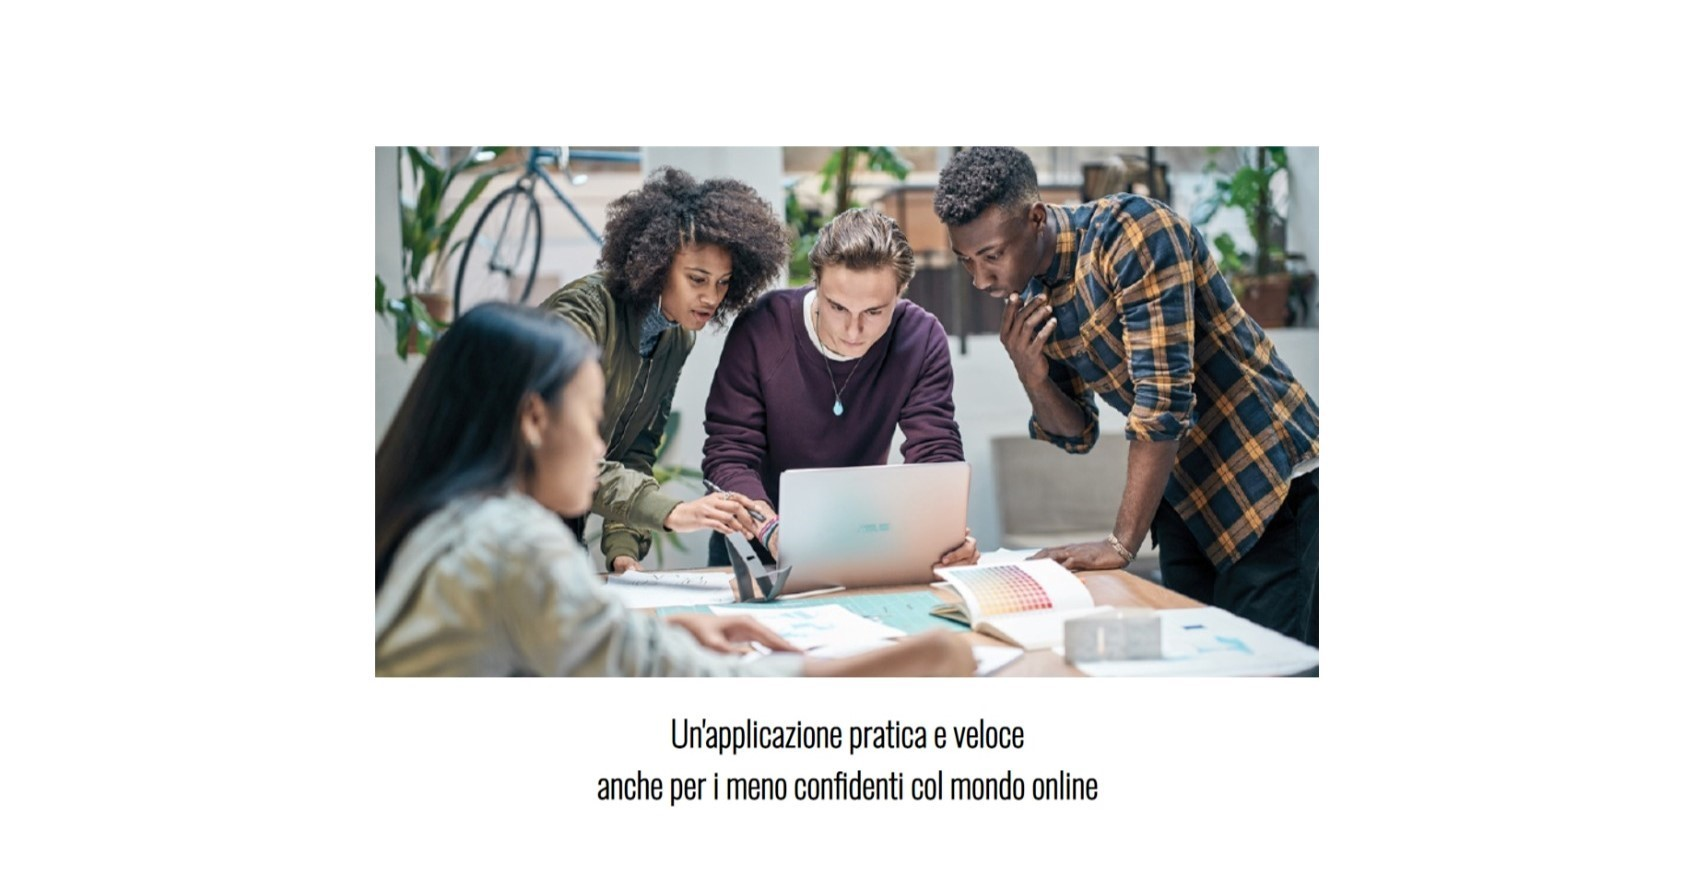 Un'applicazione pratica e veloce
anche per i meno confidenti col mondo online